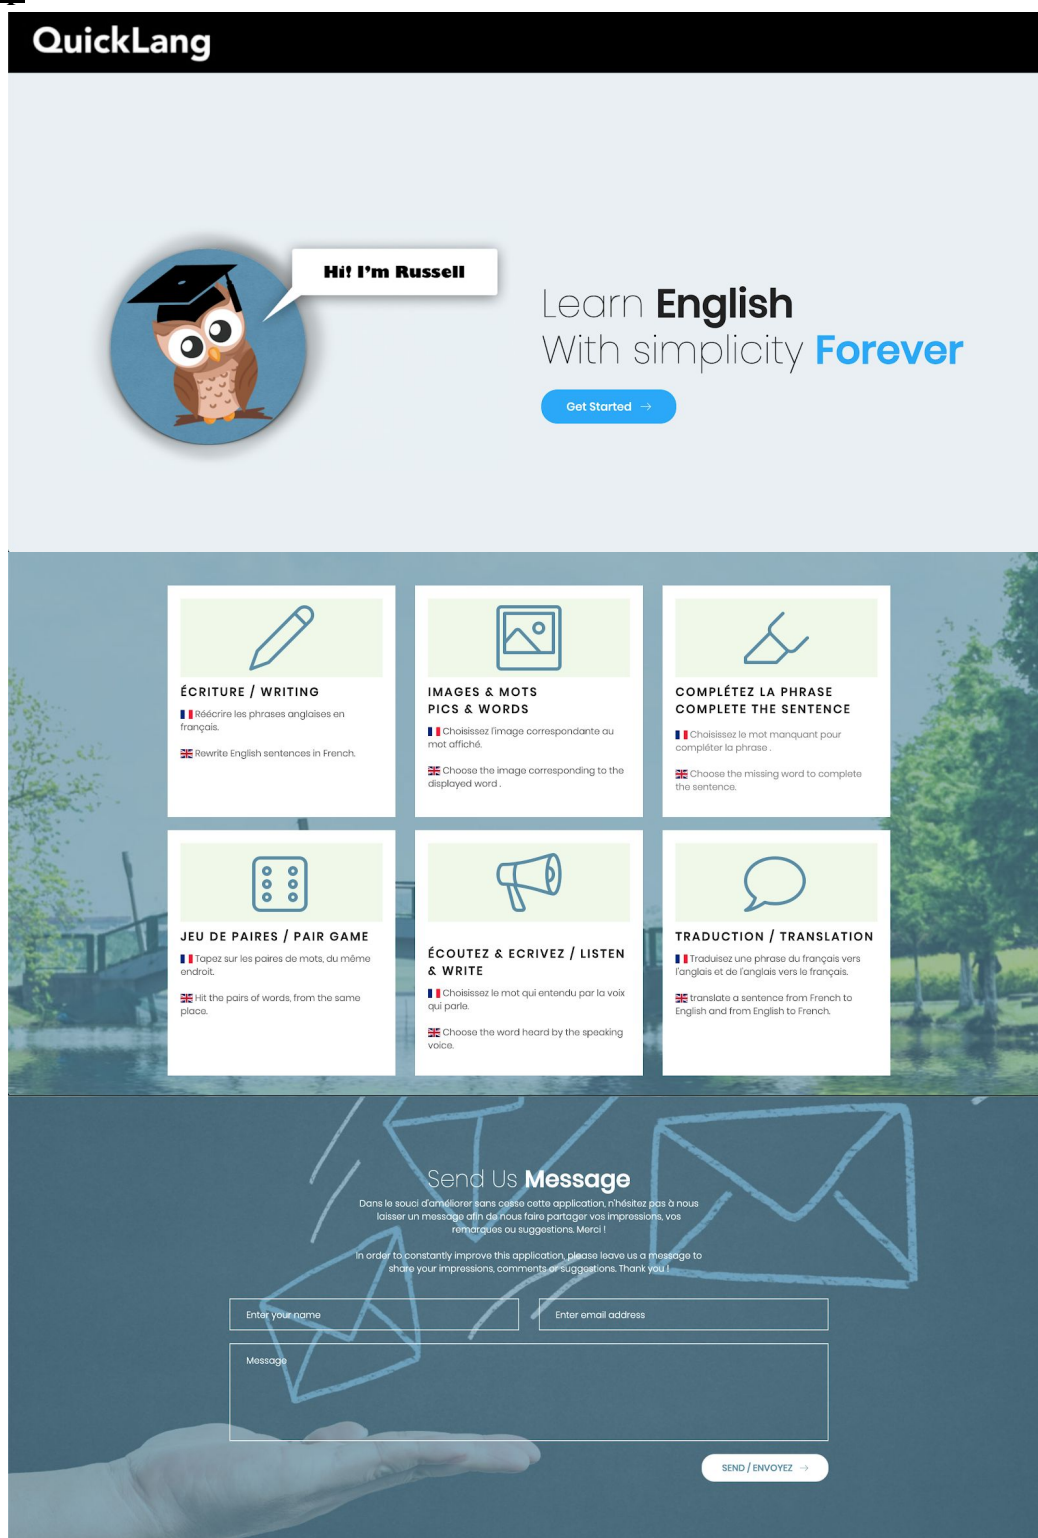 QuickLang
Hi! I'm Russell
Learn English
With simplicity Forever
Get Started →
ÉCRITURE / WRITING
Réécrire les phrases anglaises en
français.
Rewrite English sentences in French.
IMAGES & MOTS
PICS & WORDS
Choisissez l'image correspondante au
mot affiché.
Choose the image corresponding to the
displayed word .
COMPLÉTEZ LA PHRASE
COMPLETE THE SENTENCE
Choisissez le mot manquant pour
compléter la phrase .
Choose the missing word to complete
the sentence.
JEU DE PAIRES / PAIR GAME
Tapez sur les paires de mots, du même
endroit.
Hit the pairs of words, from the same
place.
ÉCOUTEZ & ECRIVEZ / LISTEN
& WRITE
Choisissez le mot qui entendu par la voix
qui parle.
Choose the word heard by the speaking
voice.
TRADUCTION / TRANSLATION
Traduisez une phrase du français vers
l'anglais et de l'anglais vers le français.
translate a sentence from French to
English and from English to French.
Send Us Message
Dans le souci d'améliorer sans cesse cette application, n'hésitez pas à nous
laisser un message afin de nous faire partager vos impressions, vos
remarques ou suggestions. Merci !
In order to constantly improve this application, please leave us a message to
share your impressions, comments or suggestions. Thank you !
Enter your name
Enter email address
Message
SEND / ENVOYEZ →